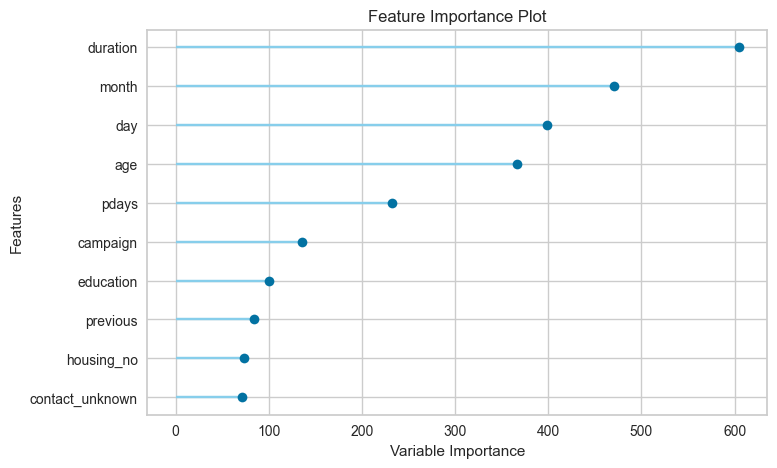 Feature Importance Plot
Features
duration
month
day
age
pdays
campaign
education
previous
housing_no
contact_unknown
0 100 200 300 400 500 600
Variable Importance